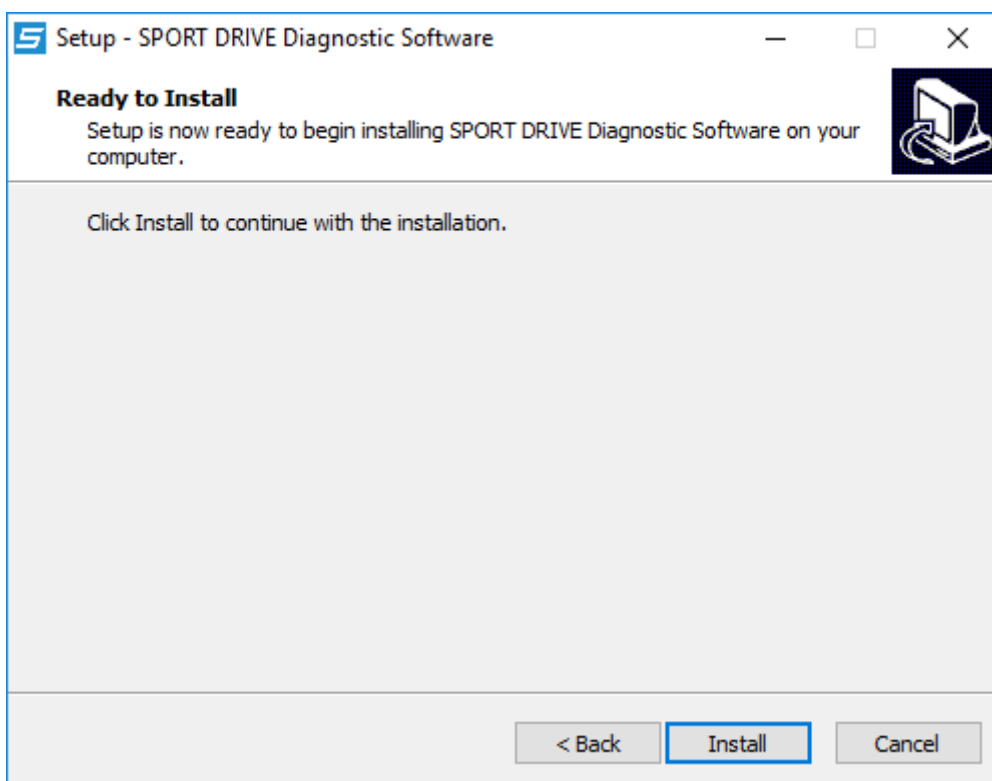 Setup - SPORT DRIVE Diagnostic Software
Ready to Install
Setup is now ready to begin installing SPORT DRIVE Diagnostic Software on your
computer.
Click Install to continue with the installation.
< Back
Install
Cancel